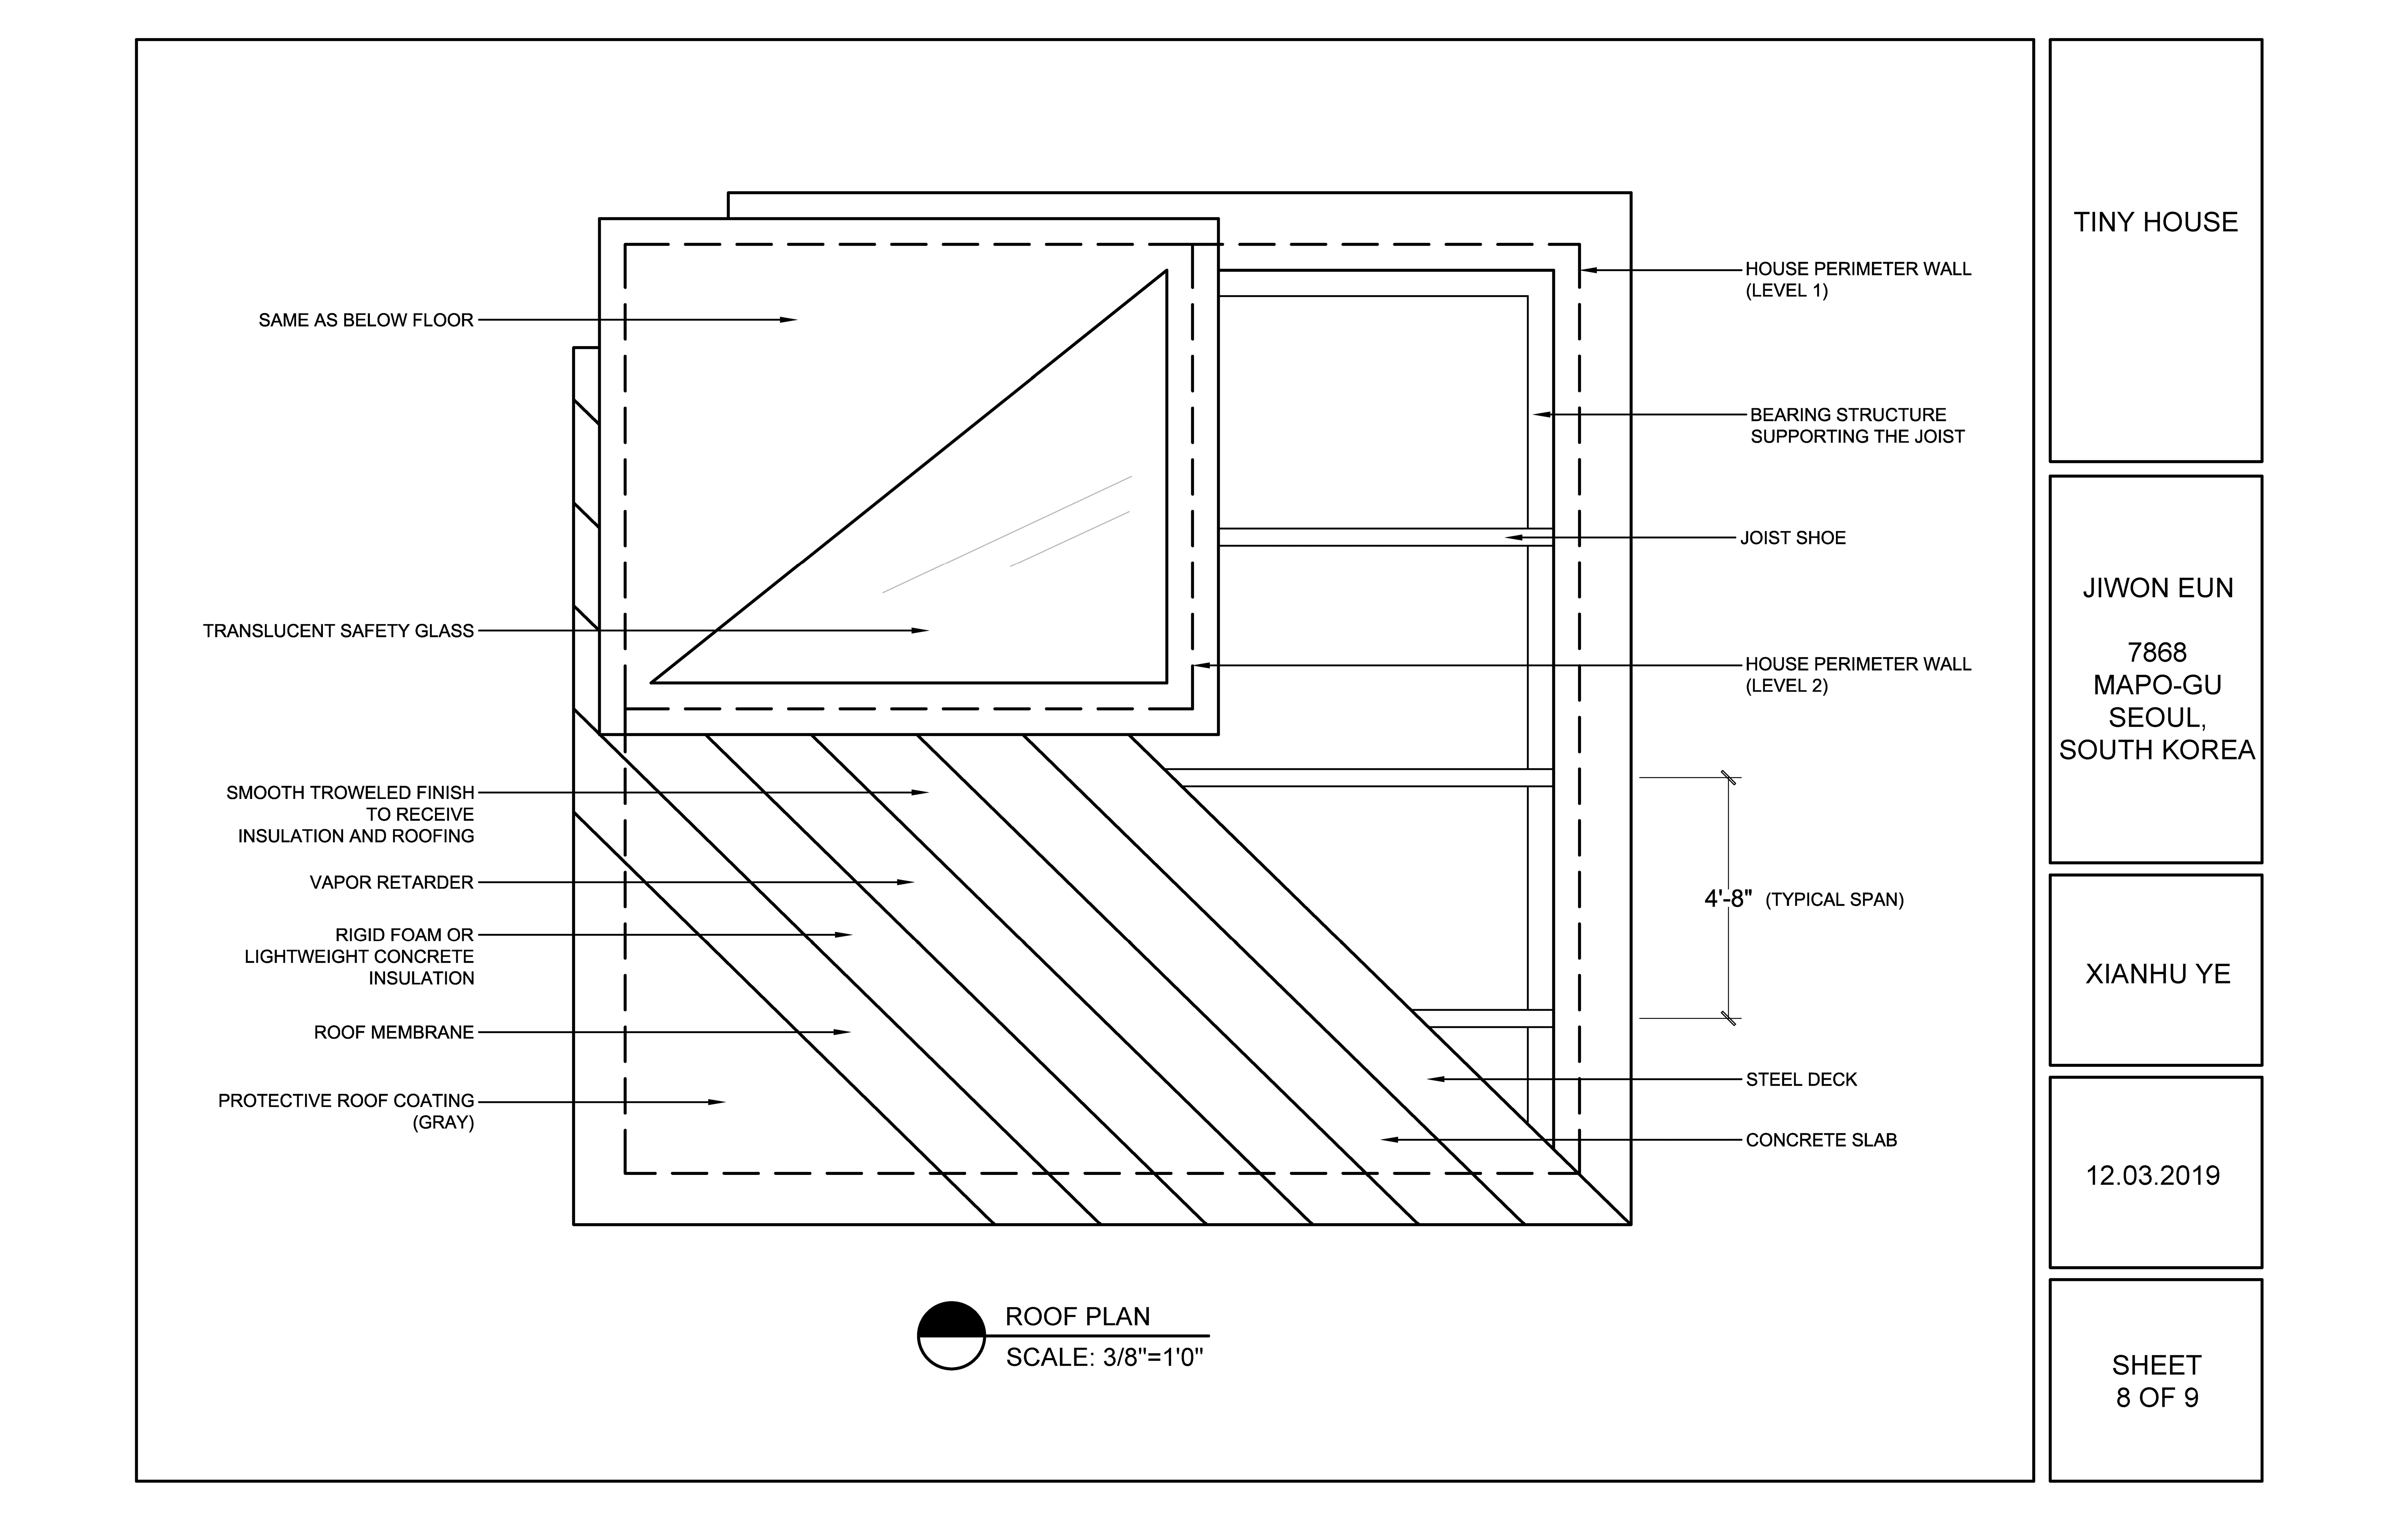 SAME AS BELOW FLOOR
TRANSLUCENT SAFETY GLASS
SMOOTH TROWELED FINISH
TO RECEIVE
INSULATION AND ROOFING
VAPOR RETARDER
RIGID FOAM OR
LIGHTWEIGHT CONCRETE
INSULATION
ROOF MEMBRANE
PROTECTIVE ROOF COATING
(GRAY)
HOUSE PERIMETER WALL
(LEVEL 1)
BEARING STRUCTURE
SUPPORTING THE JOIST
JOIST SHOE
HOUSE PERIMETER WALL
(LEVEL 2)
4'-8" (TYPICAL SPAN)
STEEL DECK
CONCRETE SLAB
ROOF PLAN
SCALE: 3/8"=1'0"
TINY HOUSE
JIWON EUN
7868
MAPO-GU
SEOUL,
SOUTH KOREA
XIANHU YE
12.03.2019
SHEET
8 OF 9